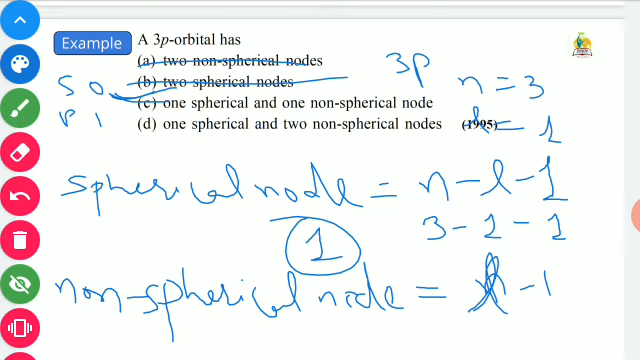 Example A 3p-orbital has
(a) two non-spherical nodes
(b) two spherical nodes
(c) one spherical and one non-spherical node
(d) one spherical and two non-spherical nodes (1995)
3p n = 3
l = 1
S 0
P 1
Spherical node = n - l - 1
3 - 1 - 1
1
non-spherical node = - 1